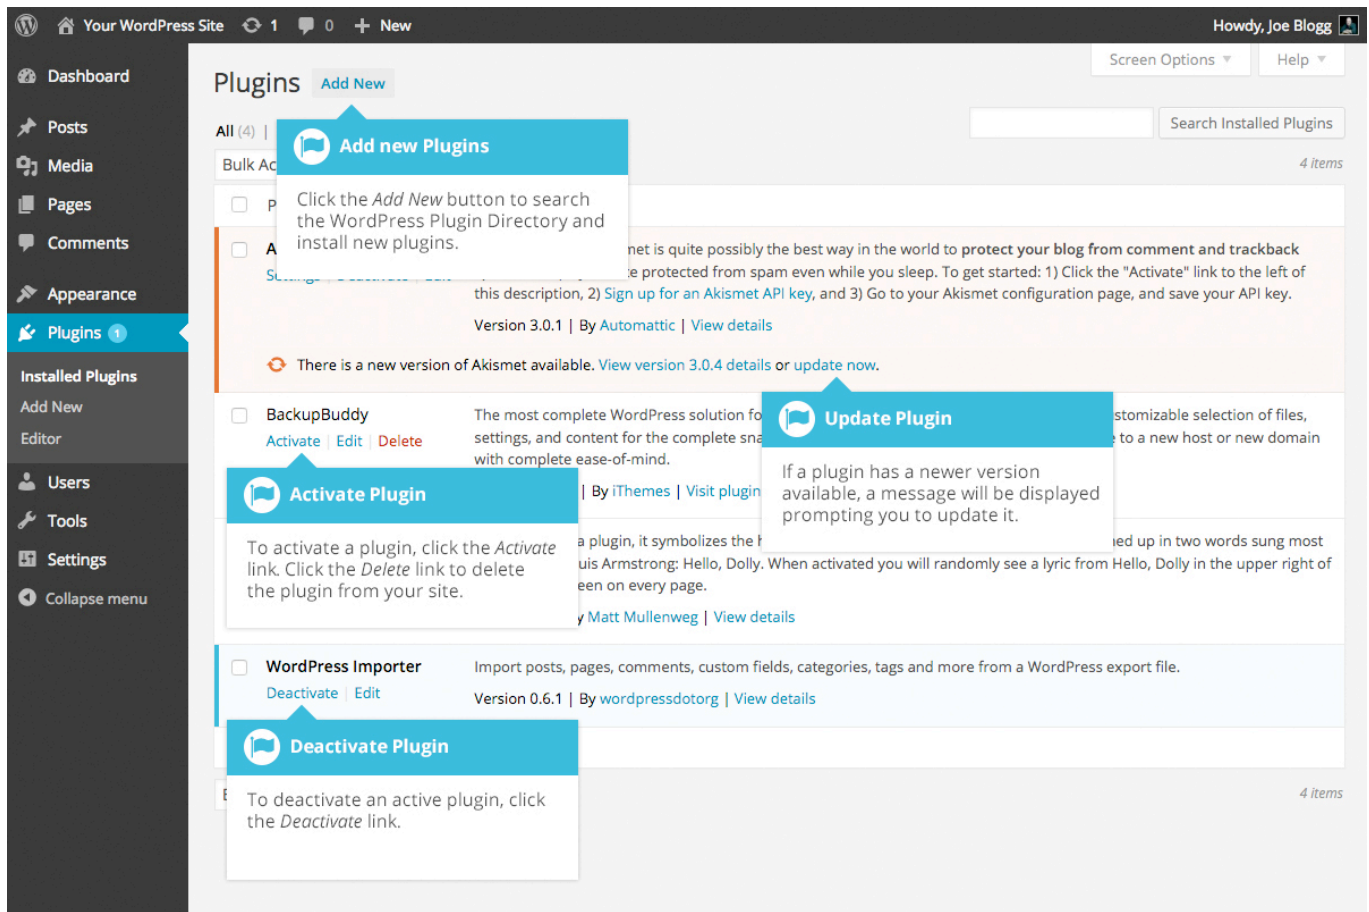 Your WordPress Site 1 0 + New Howdy, Joe Blogg
Screen Options Help
Dashboard
Posts
Media
Pages
Comments
Appearance
Plugins 1
Installed Plugins
Add New
Editor
Users
Tools
Settings
Collapse menu
Plugins Add New
All (4) |
Search Installed Plugins
Bulk Ac
4 items
P
Add new Plugins
Click the Add New button to search
the WordPress Plugin Directory and
install new plugins.
A
met is quite possibly the best way in the world to protect your blog from comment and trackback
te protected from spam even while you sleep. To get started: 1) Click the "Activate" link to the left of
this description, 2) Sign up for an Akismet API key, and 3) Go to your Akismet configuration page, and save your API key.
Version 3.0.1 | By Automattic | View details
There is a new version of Akismet available. View version 3.0.4 details or update now.
Update Plugin
If a plugin has a newer version
available, a message will be displayed
prompting you to update it.
BackupBuddy
Activate | Edit | Delete
The most complete WordPress solution fo stomizable selection of files,
settings, and content for the complete sna to a new host or new domain
with complete ease-of-mind.
| By iThemes | Visit plugin
Activate Plugin
To activate a plugin, click the Activate
link. Click the Delete link to delete
the plugin from your site.
a plugin, it symbolizes the h ned up in two words sung most
uis Armstrong: Hello, Dolly. When activated you will randomly see a lyric from Hello, Dolly in the upper right of
een on every page.
y Matt Mullenweg | View details
WordPress Importer
Deactivate | Edit
Import posts, pages, comments, custom fields, categories, tags and more from a WordPress export file.
Version 0.6.1 | By wordpressdotorg | View details
Deactivate Plugin
To deactivate an active plugin, click
the Deactivate link.
4 items